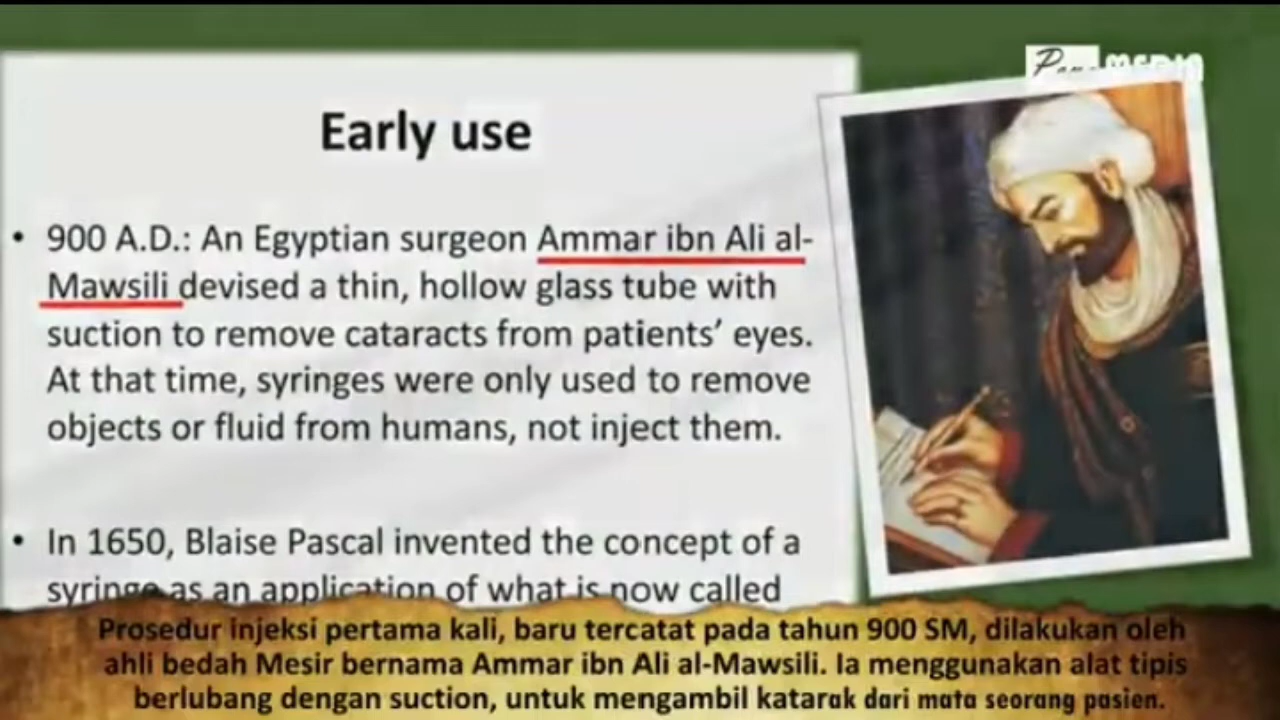 MEDIA
Early use
• 900 A.D.: An Egyptian surgeon Ammar ibn Ali al-
Mawsili devised a thin, hollow glass tube with
suction to remove cataracts from patients’ eyes.
At that time, syringes were only used to remove
objects or fluid from humans, not inject them.
• In 1650, Blaise Pascal invented the concept of a
syringe as an application of what is now called
Prosedur injeksi pertama kali, baru tercatat pada tahun 900 SM, dilakukan oleh
ahli bedah Mesir bernama Ammar ibn Ali al-Mawsili. Ia menggunakan alat tipis
berlubang dengan suction, untuk mengambil katarak dari mata seorang pasien.